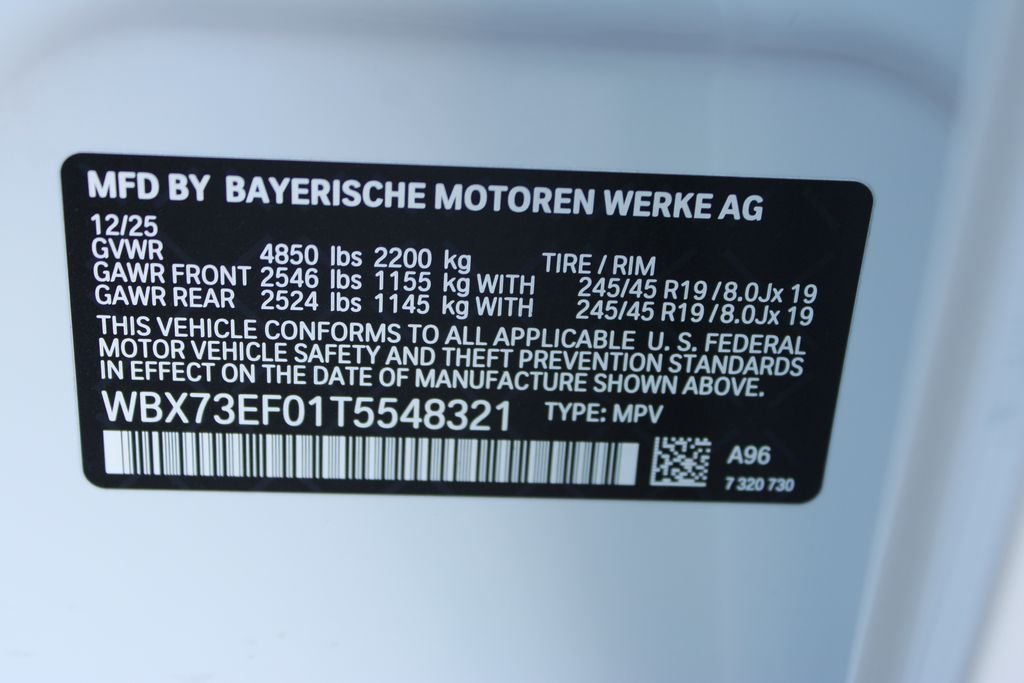 MFD BY BAYERISCHE MOTOREN WERKE AG
12/25
GVWR 4850 lbs 2200 kg TIRE / RIM
GAWR FRONT 2546 lbs 1155 kg WITH 245/45 R19 / 8.0Jx 19
GAWR REAR 2524 lbs 1145 kg WITH 245/45 R19 / 8.0Jx 19
THIS VEHICLE CONFORMS TO ALL APPLICABLE U. S. FEDERAL
MOTOR VEHICLE SAFETY AND THEFT PREVENTION STANDARDS
IN EFFECT ON THE DATE OF MANUFACTURE SHOWN ABOVE.
WBX73EF01T5548321 TYPE: MPV
A96
7 320 730